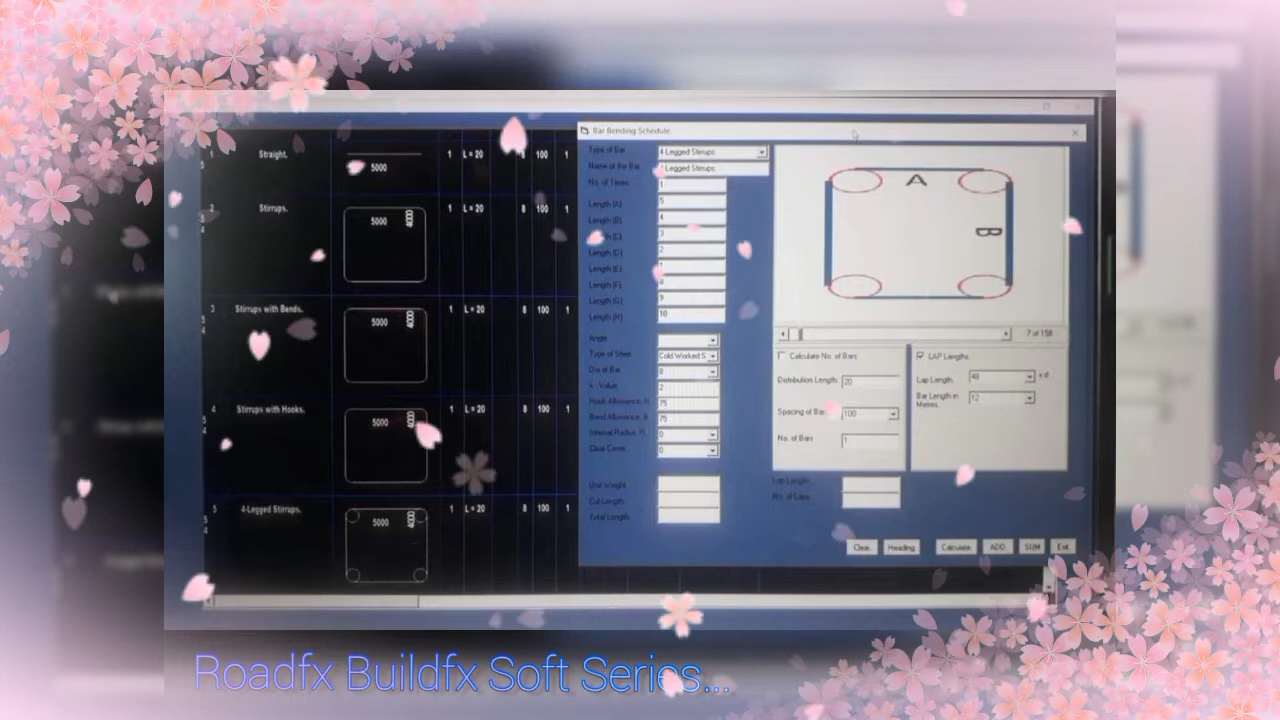 Bar Bending Schedule
Type of Bar
4 Legged Stirrups
Name of the Bar
Legged Stirrups
No. of Times
1
Length (A)
5
Length (B)
4
3
Length (D)
2
Length (E)
Length (F)
Length (G)
9
Length (H)
10
Angle
Type of Steel
Cold Worked S
Dia of Bar
8
k - Value
2
Hook Allowance, H
75
Bend Allowance, B
75
Internal Radius, R
0
Clear Cover
0
Unit Weight
Cut Length
Total Length
A
B
7 of 158
Calculate No. of Bars
Distribution Length
20
Spacing of Bars
100
No. of Bars
1
LAP Lengths
Lap Length
48
x d
Bar Length in
Metres
12
Lap Length
No. of Laps
Clear
Heading
Calculate
ADD
SUM
Exit
1 Straight. 5000 1 L = 20 8 100 1
2 Stirrups. 5000 4000 1 L = 20 8 100 1
3 Stirrups with Bends. 5000 4000 1 L = 20 8 100 1
4 Stirrups with Hooks. 5000 1 L = 20 8 100 1
5 4-Legged Stirrups. 5000 4000 1 L = 20 8 100 1
Roadfx Buildfx Soft Series...